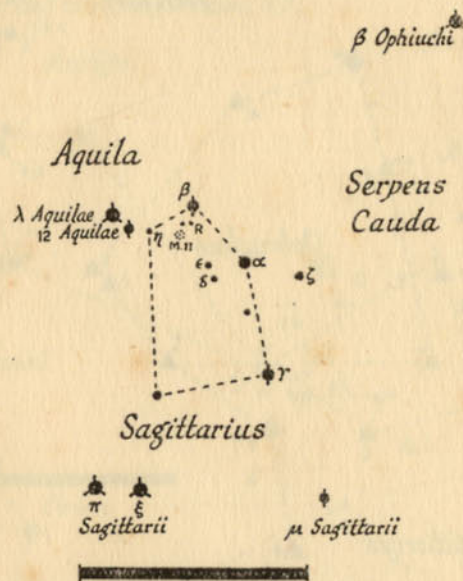 β Ophiuchi
Aquila
β
Serpens
Cauda
λ Aquilae
12 Aquilae
η
R
M.11
ε
α
δ
ζ
γ
Sagittarius
π
ξ
Sagittarii
μ Sagittarii